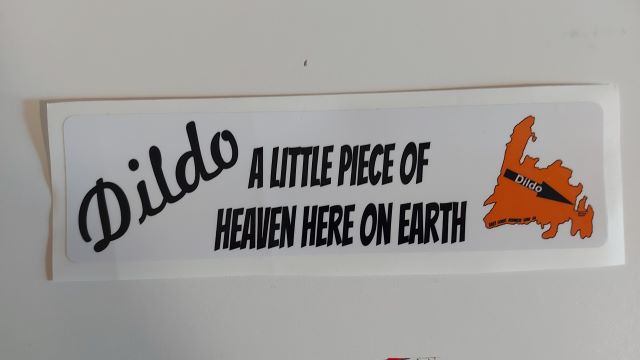 Dildo
A LITTLE PIECE OF
HEAVEN HERE ON EARTH
Dildo